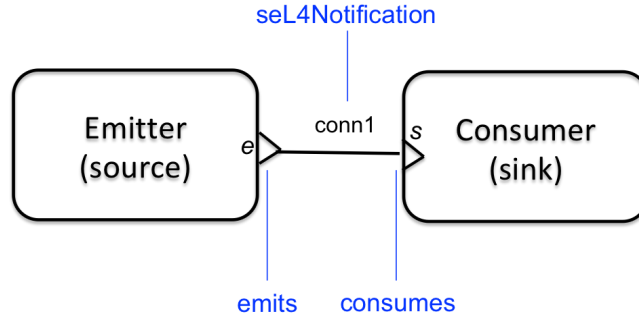 seL4Notification
Emitter
(source)
e
conn1
s
Consumer
(sink)
emits
consumes